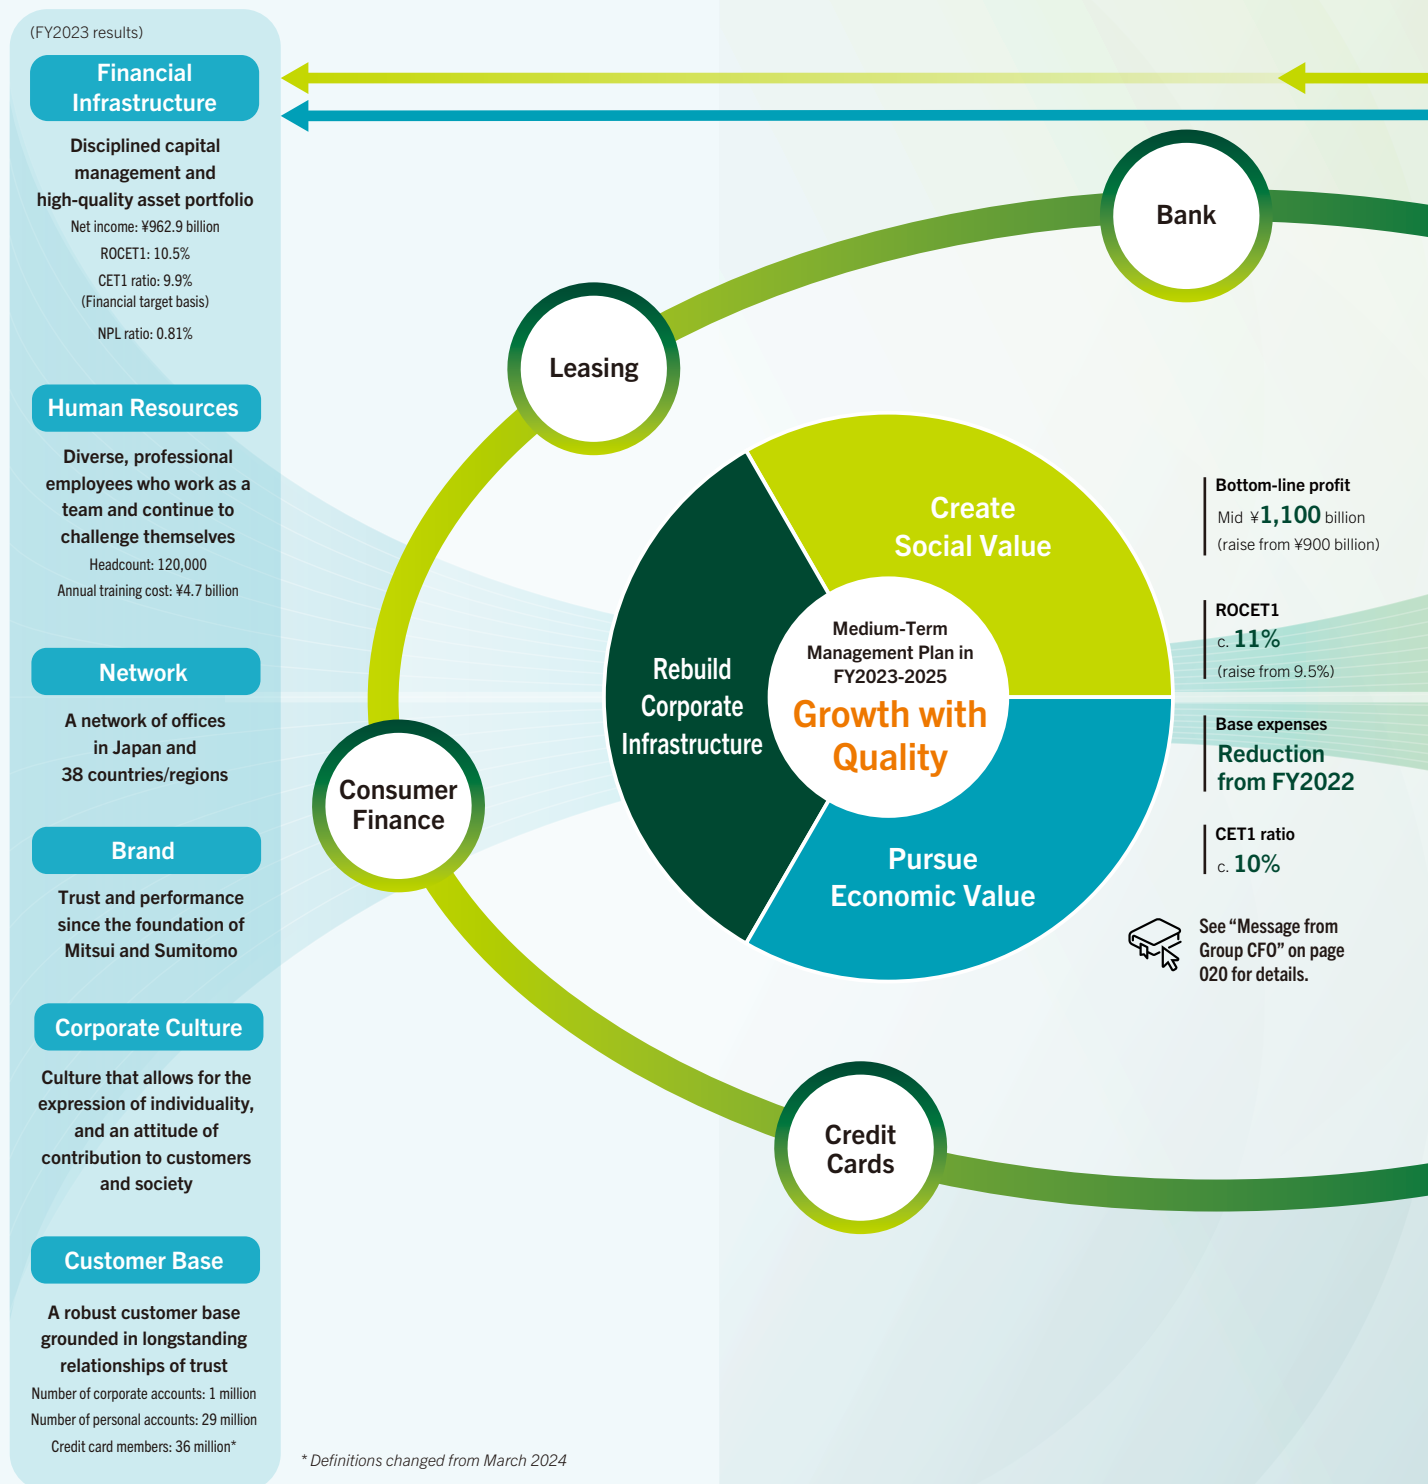 (FY2023 results)
Financial
Infrastructure
Disciplined capital
management and
high-quality asset portfolio
Net income: ¥962.9 billion
ROCET1: 10.5%
CET1 ratio: 9.9%
(Financial target basis)
NPL ratio: 0.81%
Human Resources
Diverse, professional
employees who work as a
team and continue to
challenge themselves
Headcount: 120,000
Annual training cost: ¥4.7 billion
Network
A network of offices
in Japan and
38 countries/regions
Brand
Trust and performance
since the foundation of
Mitsui and Sumitomo
Corporate Culture
Culture that allows for the
expression of individuality,
and an attitude of
contribution to customers
and society
Customer Base
A robust customer base
grounded in longstanding
relationships of trust
Number of corporate accounts: 1 million
Number of personal accounts: 29 million
Credit card members: 36 million*
Bank
Leasing
Consumer
Finance
Credit
Cards
Create
Social Value
Rebuild
Corporate
Infrastructure
Pursue
Economic Value
Medium-Term
Management Plan in
FY2023-2025
Growth with
Quality
Bottom-line profit
Mid ¥1,100 billion
(raise from ¥900 billion)
ROCET1
c. 11%
(raise from 9.5%)
Base expenses
Reduction
from FY2022
CET1 ratio
c. 10%
See “Message from
Group CFO” on page
020 for details.
* Definitions changed from March 2024